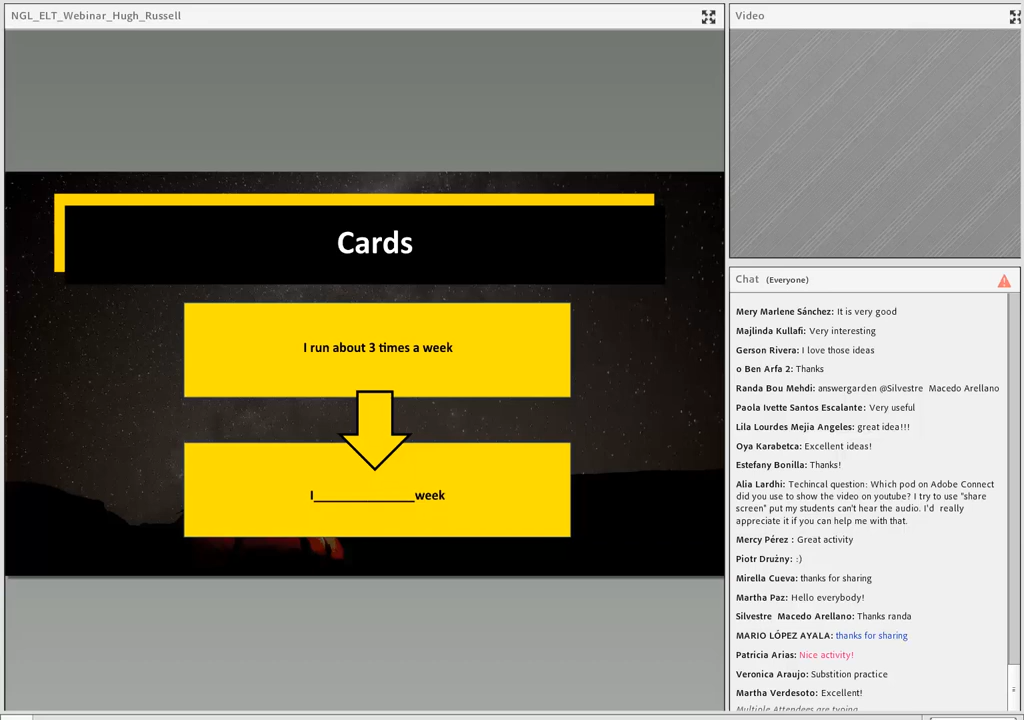 NGL_ELT_Webinar_Hugh_Russell
Cards
I run about 3 times a week
I______________week
Video
Chat (Everyone)
Mery Marlene Sánchez: It is very good
Majlinda Kullafi: Very interesting
Gerson Rivera: I love those ideas
o Ben Arfa 2: Thanks
Randa Bou Mehdi: answergarden @Silvestre Macedo Arellano
Paola Ivette Santos Escalante: Very useful
Lila Lourdes Mejia Angeles: great idea!!!
Oya Karabetca: Excellent ideas!
Estefany Bonilla: Thanks!
Alia Lardhi: Techincal question: Which pod on Adobe Connect
did you use to show the video on youtube? I try to use "share
screen" put my students can't hear the audio. I'd really
appreciate it if you can help me with that.
Mercy Pérez : Great activity
Piotr Drużny: :)
Mirella Cueva: thanks for sharing
Martha Paz: Hello everybody!
Silvestre Macedo Arellano: Thanks randa
MARIO LÓPEZ AYALA: thanks for sharing
Patricia Arias: Nice activity!
Veronica Araujo: Substition practice
Martha Verdesoto: Excellent!
Multiple Attendees are typing